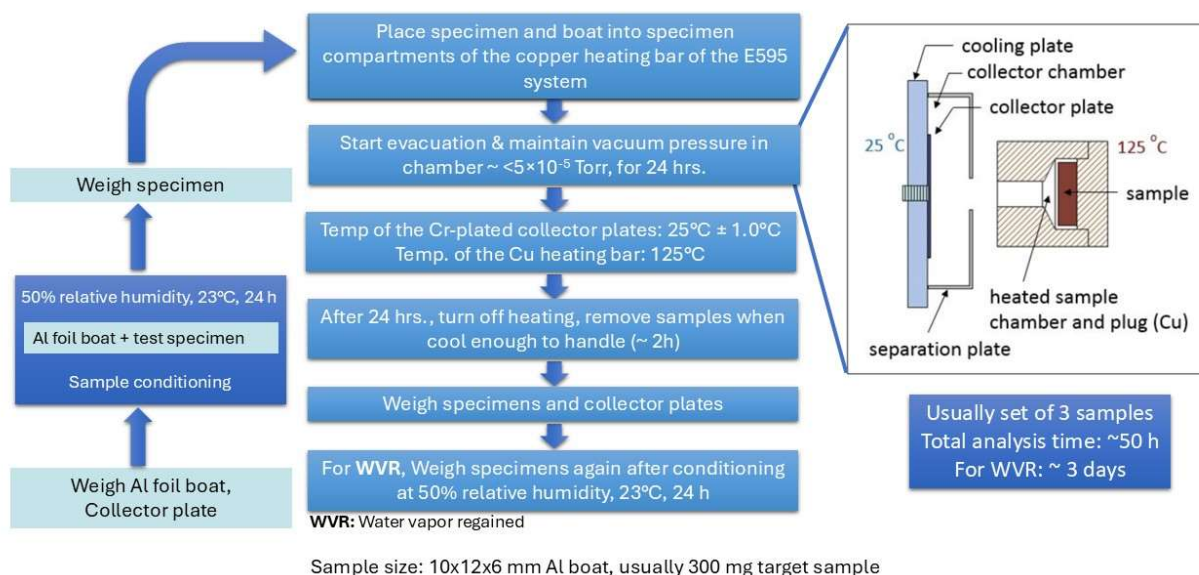 Place specimen and boat into specimen
compartments of the copper heating bar of the E595
system
Start evacuation & maintain vacuum pressure in
chamber ~ <5×10⁻⁵ Torr, for 24 hrs.
Temp of the Cr-plated collector plates: 25ºC ± 1.0ºC
Temp. of the Cu heating bar: 125ºC
After 24 hrs., turn off heating, remove samples when
cool enough to handle (~ 2h)
Weigh specimens and collector plates
For WVR, Weigh specimens again after conditioning
at 50% relative humidity, 23ºC, 24 h
WVR: Water vapor regained
Sample size: 10x12x6 mm Al boat, usually 300 mg target sample
Weigh specimen
50% relative humidity, 23ºC, 24 h
Al foil boat + test specimen
Sample conditioning
Weigh Al foil boat,
Collector plate
cooling plate
collector chamber
collector plate
25 °C
125 °C
sample
heated sample
chamber and plug (Cu)
separation plate
Usually set of 3 samples
Total analysis time: ~50 h
For WVR: ~ 3 days